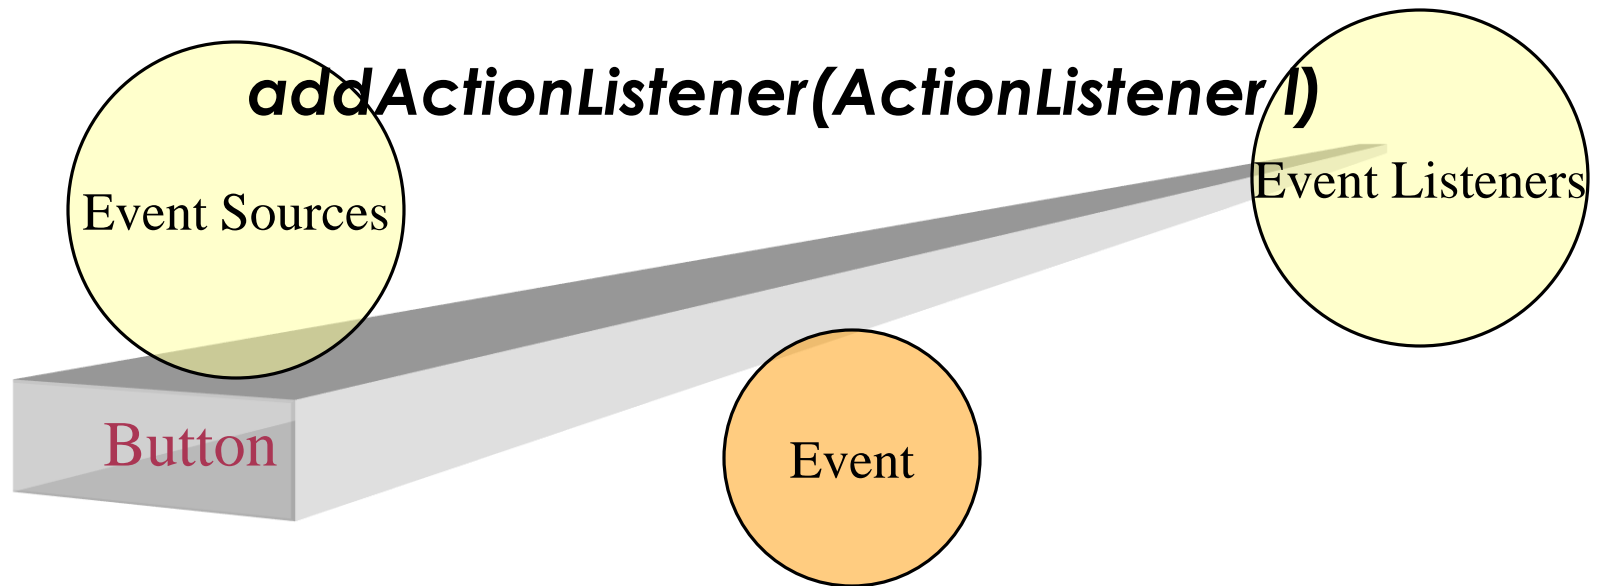 addActionListener(ActionListener l)
Event Sources
Event Listeners
Button
Event